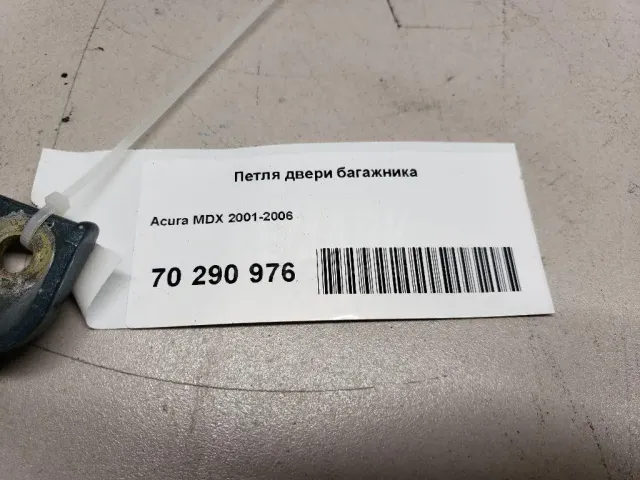 Петля двери багажника
Acura MDX 2001-2006
70 290 976